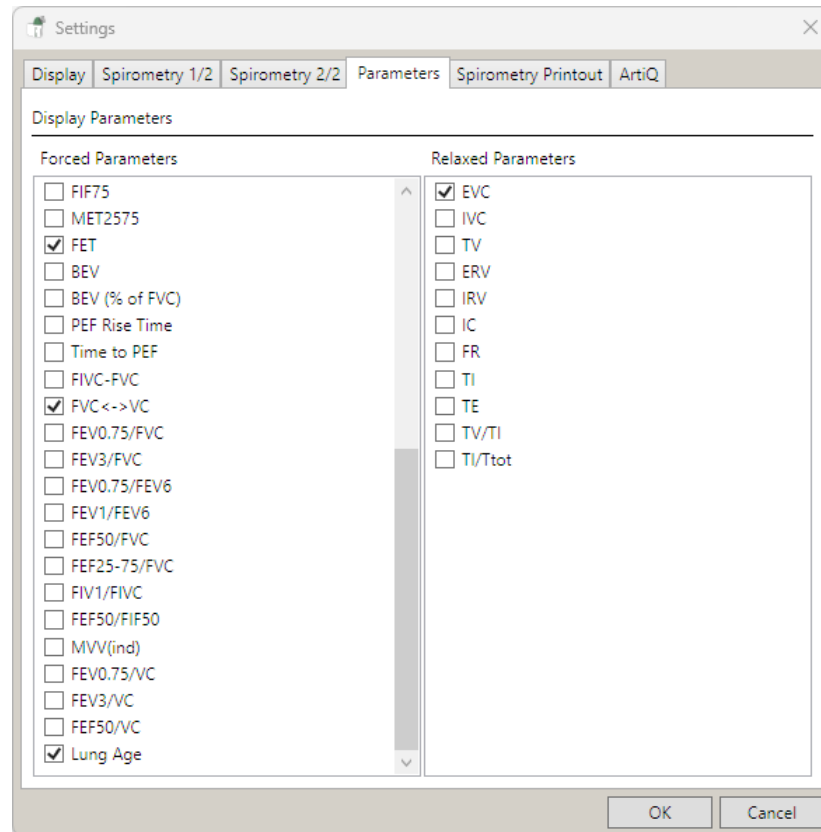 Settings
Display Spirometry 1/2 Spirometry 2/2 Parameters Spirometry Printout ArtiQ
Display Parameters
Forced Parameters
FIF75
MET2575
FET
BEV
BEV (% of FVC)
PEF Rise Time
Time to PEF
FIVC-FVC
FVC<->VC
FEV0.75/FVC
FEV3/FVC
FEV0.75/FEV6
FEV1/FEV6
FEF50/FVC
FEF25-75/FVC
FIV1/FIVC
FEF50/FIF50
MVV(ind)
FEV0.75/VC
FEV3/VC
FEF50/VC
Lung Age
Relaxed Parameters
EVC
IVC
TV
ERV
IRV
IC
FR
TI
TE
TV/TI
TI/Ttot
OK Cancel